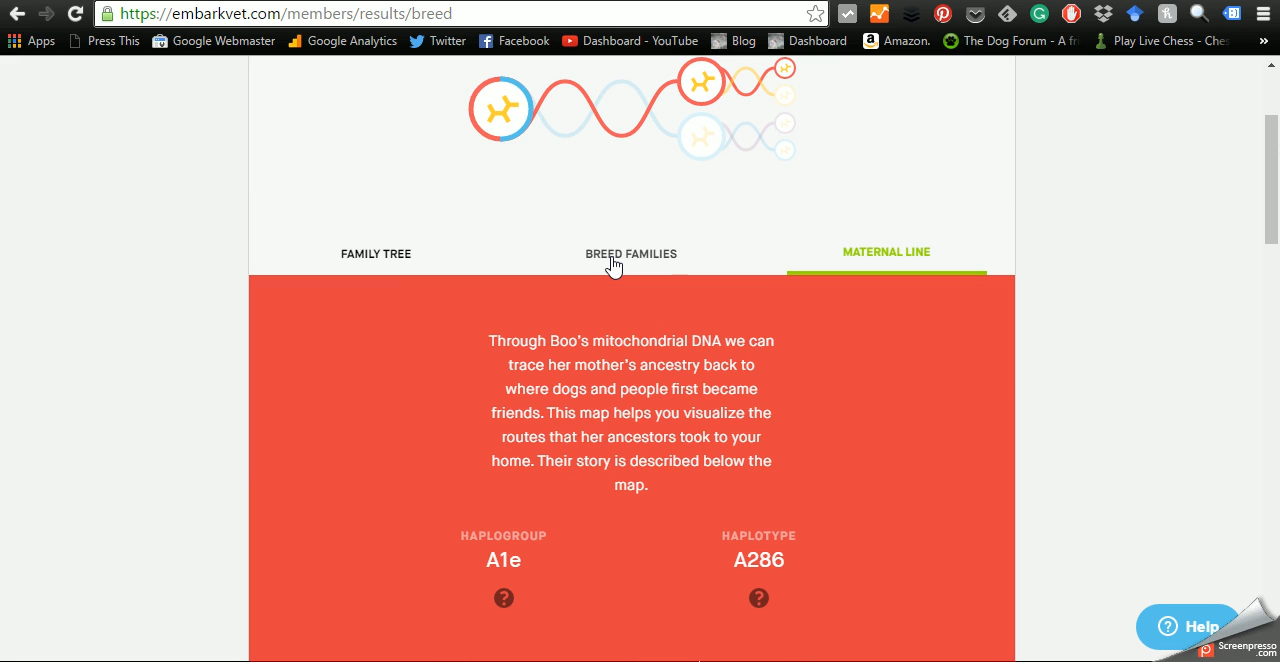 https://embarkvet.com/members/results/breed
Apps Press This Google Webmaster Google Analytics Twitter Facebook Dashboard - YouTube Blog Dashboard Amazon. The Dog Forum - A fr Play Live Chess - Ches »
FAMILY TREE BREED FAMILIES MATERNAL LINE
Through Boo's mitochondrial DNA we can
trace her mother's ancestry back to
where dogs and people first became
friends. This map helps you visualize the
routes that her ancestors took to your
home. Their story is described below the
map.
HAPLOGROUP HAPLOTYPE
A1e A286
? ?
? Help
Screenpresso
.com